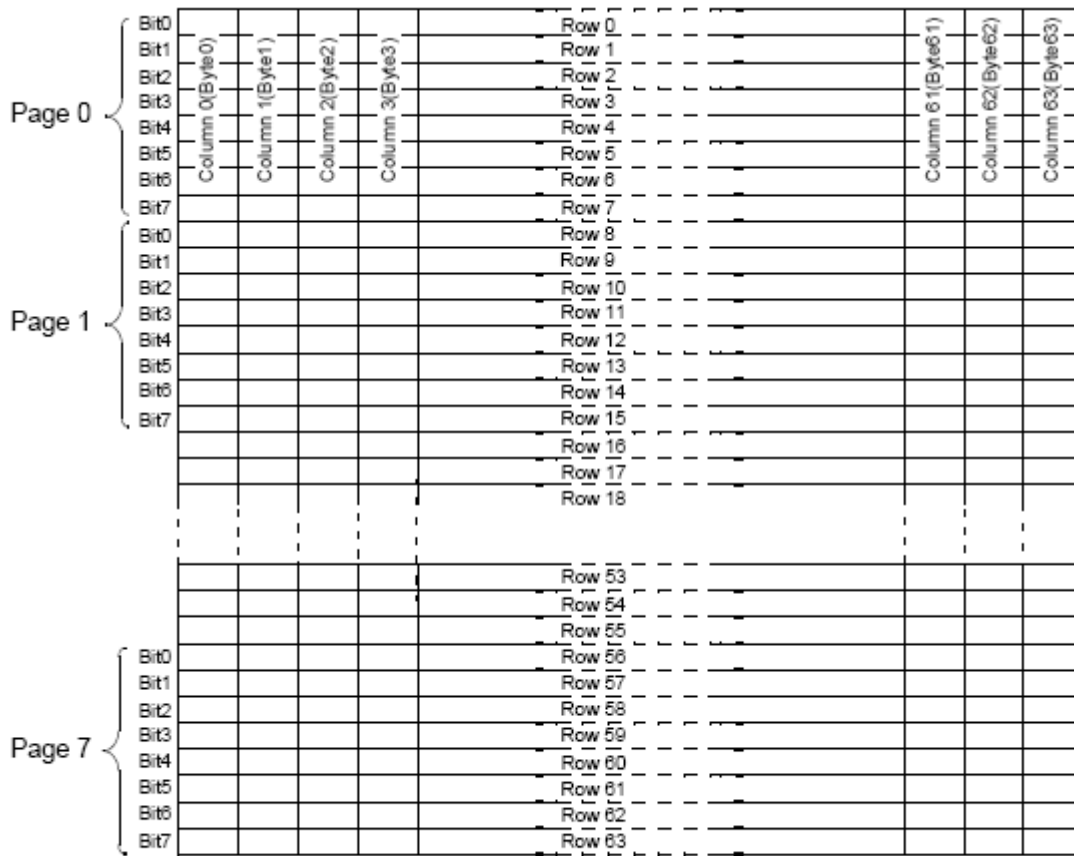 Bit0 Row 0
Bit1 Row 1
Bit2 Row 2
Page 0 Bit3 Row 3
Bit4 Row 4
Bit5 Row 5
Bit6 Row 6
Bit7 Row 7
Column 0(Byte0)
Column 1(Byte1)
Column 2(Byte2)
Column 3(Byte3)
Column 61(Byte61)
Column 62(Byte62)
Column 63(Byte63)
Bit0 Row 8
Bit1 Row 9
Bit2 Row 10
Page 1 Bit3 Row 11
Bit4 Row 12
Bit5 Row 13
Bit6 Row 14
Bit7 Row 15
Row 16
Row 17
Row 18
Row 53
Row 54
Row 55
Bit0 Row 56
Bit1 Row 57
Bit2 Row 58
Page 7 Bit3 Row 59
Bit4 Row 60
Bit5 Row 61
Bit6 Row 62
Bit7 Row 63